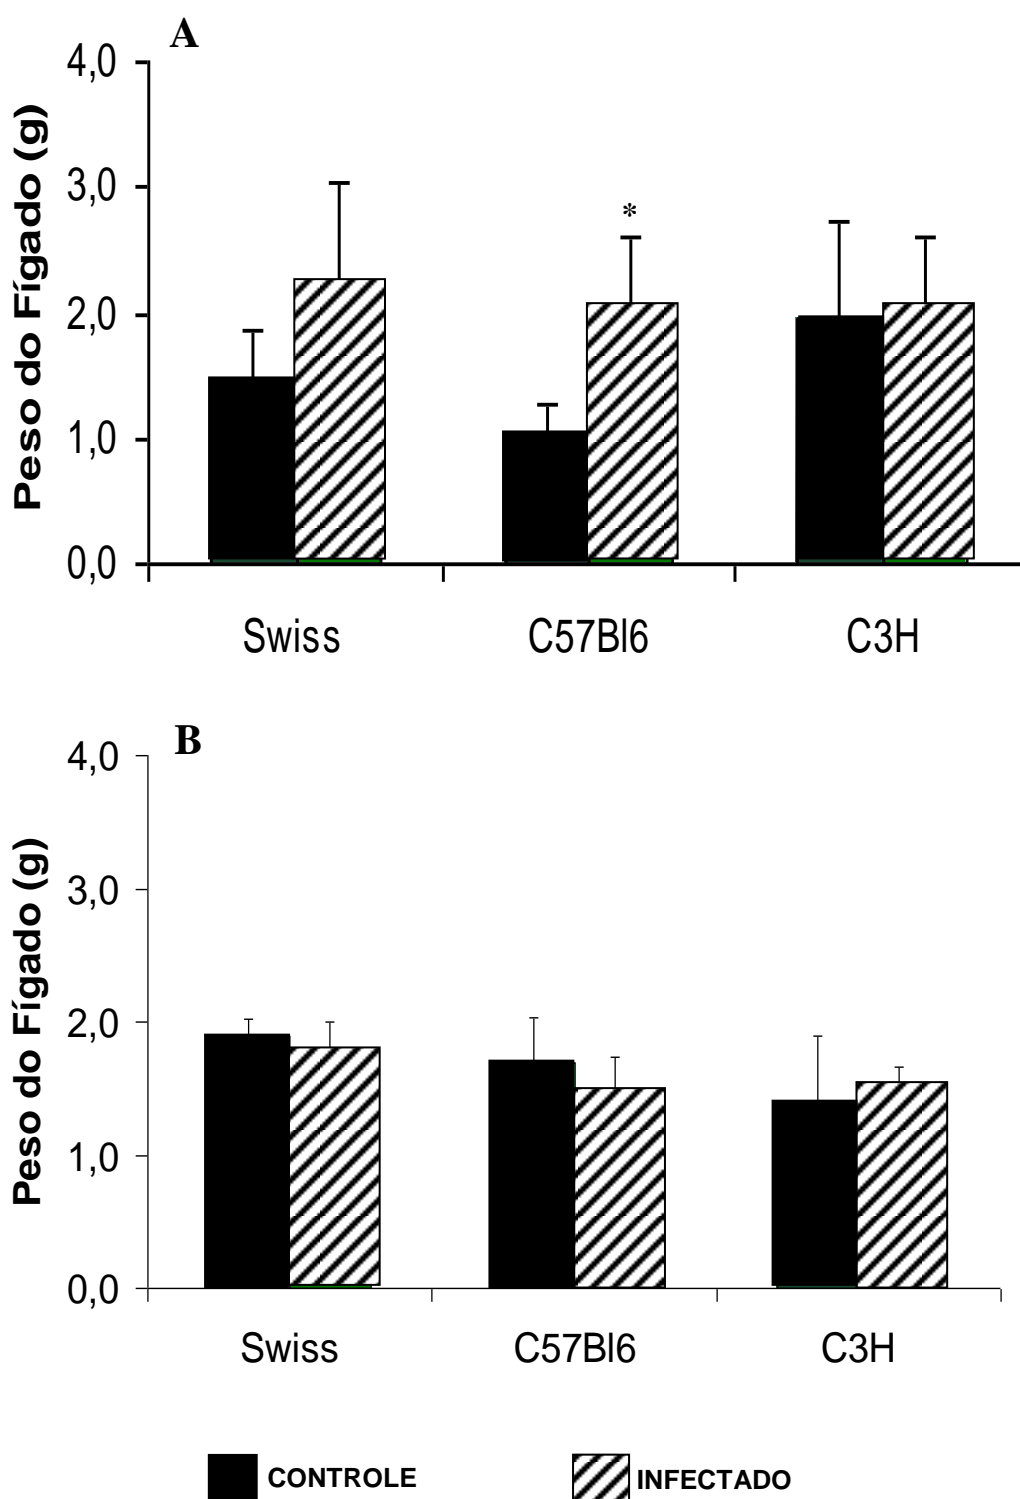 A
Peso do Fígado (g)
4,0
3,0
2,0
1,0
0,0
*
Swiss C57Bl6 C3H
B
Peso do Fígado (g)
4,0
3,0
2,0
1,0
0,0
Swiss C57Bl6 C3H
CONTROLE INFECTADO